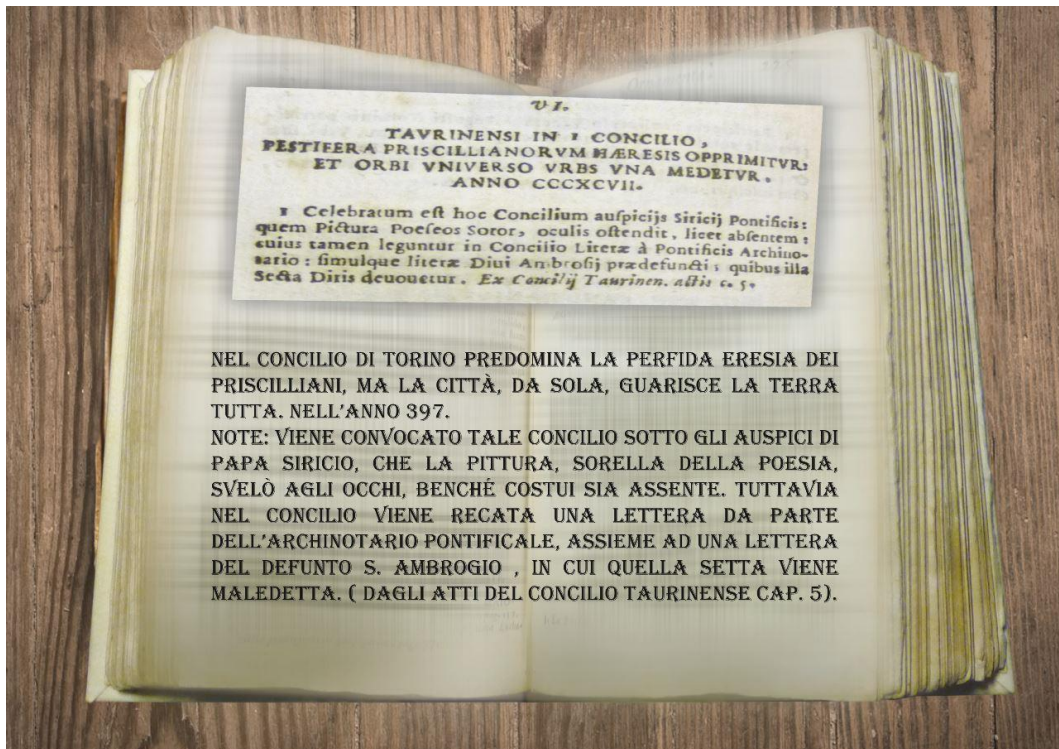 VI.
TAVRINENSI IN I CONCILIO,
PESTIFERA PRISCILLIANORVM HÆRESIS OPPRIMITVR;
ET ORBI VNIVERSO VRBS VNA MEDETVR.
ANNO CCCXCVII.
1 Celebratum eſt hoc Concilium auſpicijs Siricij Pontificis:
quem Pictura Poeſeos Soror, oculis oſtendit, licet abſentem:
cuius tamen leguntur in Concilio Literæ à Pontificis Archino-
tario: ſimulque literæ Diui Ambroſij prædefuncti; quibus illa
Secta Diris deuouetur. Ex Concilij Taurinen. actis c. 5.
NEL CONCILIO DI TORINO PREDOMINA LA PERFIDA ERESIA DEI
PRISCILLIANI, MA LA CITTÀ, DA SOLA, GUARISCE LA TERRA
TUTTA. NELL'ANNO 397.
NOTE: VIENE CONVOCATO TALE CONCILIO SOTTO GLI AUSPICI DI
PAPA SIRICIO, CHE LA PITTURA, SORELLA DELLA POESIA,
SVELÒ AGLI OCCHI, BENCHÉ COSTUI SIA ASSENTE. TUTTAVIA
NEL CONCILIO VIENE RECATA UNA LETTERA DA PARTE
DELL'ARCHINOTARIO PONTIFICALE, ASSIEME AD UNA LETTERA
DEL DEFUNTO S. AMBROGIO , IN CUI QUELLA SETTA VIENE
MALEDETTA. ( DAGLI ATTI DEL CONCILIO TAURINENSE CAP. 5).